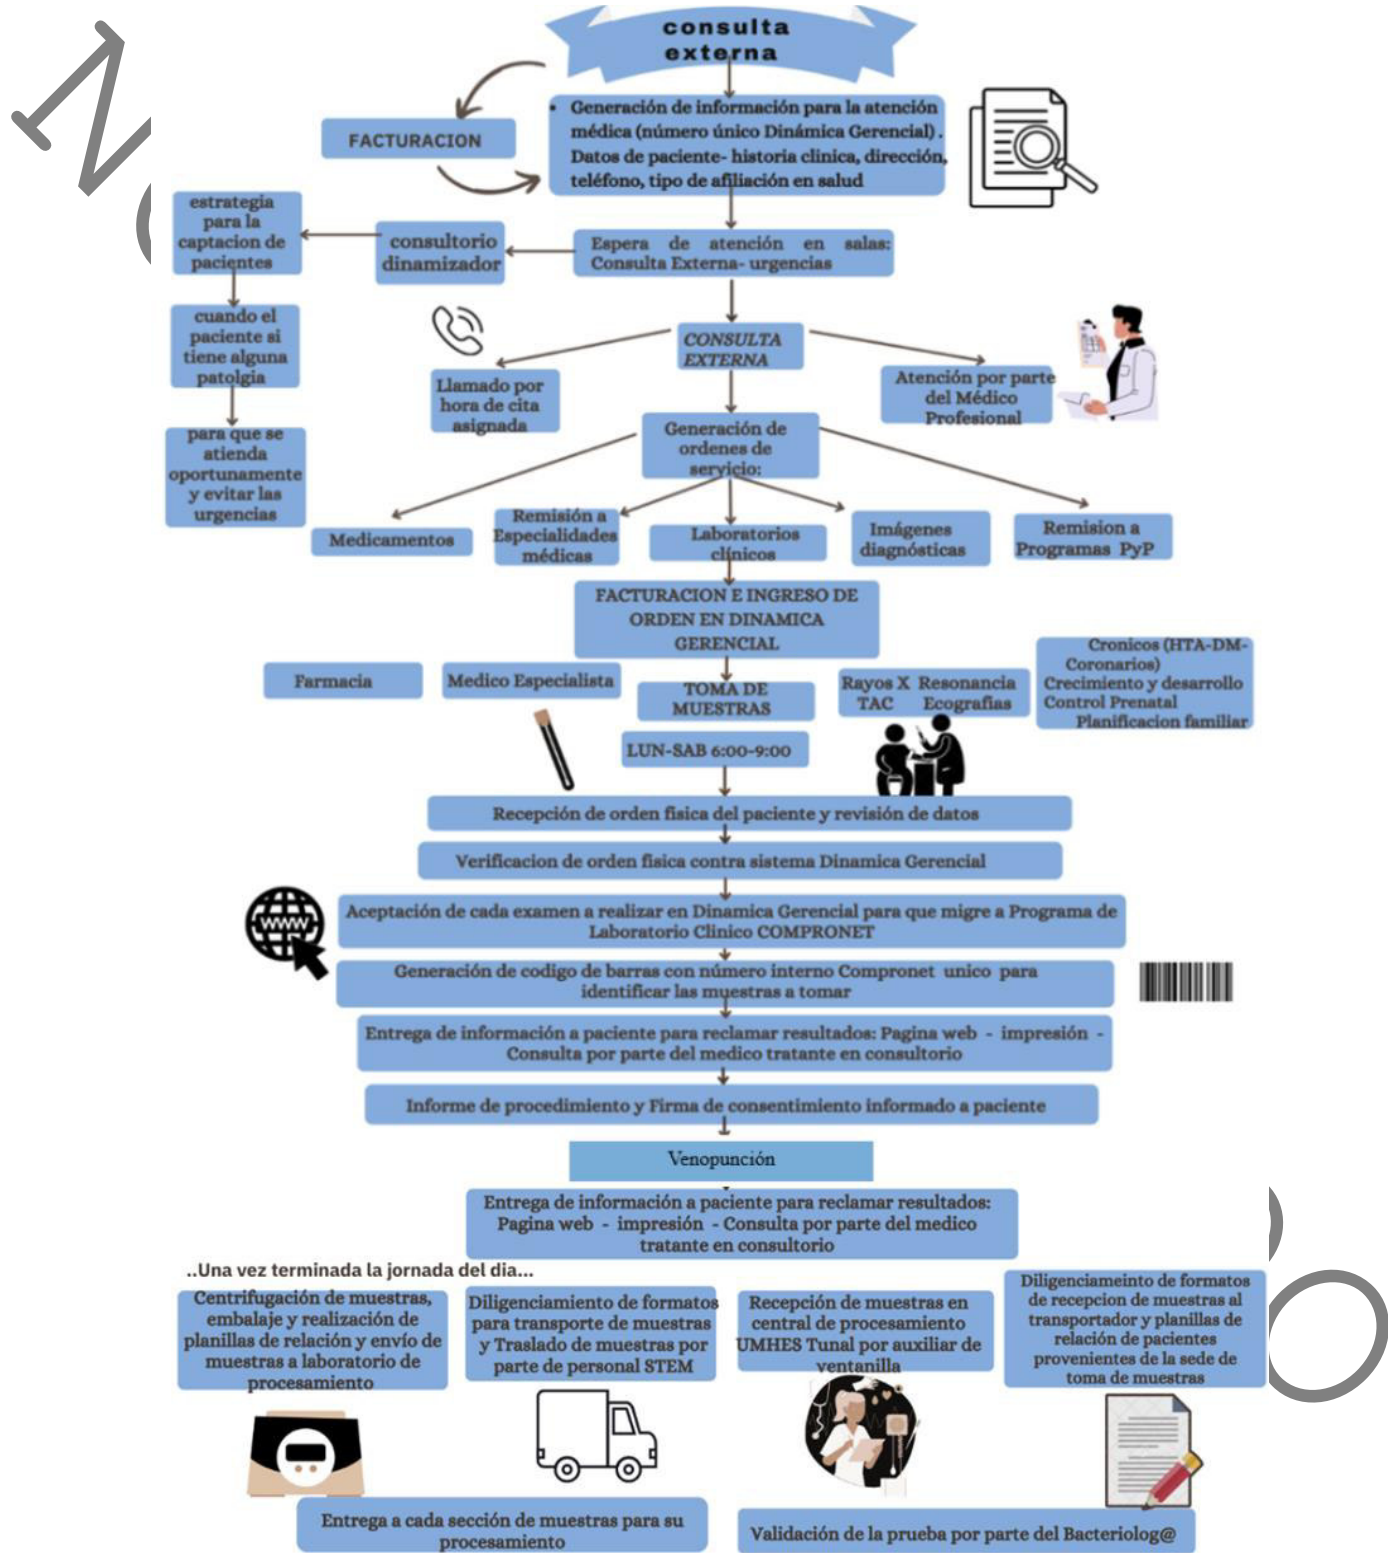 consulta
externa
FACTURACION
• Generación de información para la atención
médica (número único Dinámica Gerencial) .
Datos de paciente- historia clinica, dirección,
teléfono, tipo de afiliación en salud
estrategia
para la
captacion de
pacientes
consultorio
dinamizador
Espera de atención en salas:
Consulta Externa- urgencias
cuando el
paciente si
tiene alguna
patolgia
para que se
atienda
oportunamente
y evitar las
urgencias
CONSULTA
EXTERNA
Llamado por
hora de cita
asignada
Atención por parte
del Médico
Profesional
Generación de
ordenes de
servicio:
Medicamentos
Remisión a
Especialidades
médicas
Laboratorios
clínicos
Imágenes
diagnósticas
Remision a
Programas PyP
FACTURACION E INGRESO DE
ORDEN EN DINAMICA
GERENCIAL
Farmacia
Medico Especialista
TOMA DE
MUESTRAS
Rayos X Resonancia
TAC Ecografias
Cronicos (HTA-DM-
Coronarios)
Crecimiento y desarrollo
Control Prenatal
Planificacion familiar
LUN-SAB 6:00-9:00
Recepción de orden fisica del paciente y revisión de datos
Verificacion de orden fisica contra sistema Dinamica Gerencial
Aceptación de cada examen a realizar en Dinamica Gerencial para que migre a Programa de
Laboratorio Clinico COMPRONET
WWW
Generación de codigo de barras con número interno Compronet unico para
identificar las muestras a tomar
Entrega de información a paciente para reclamar resultados: Pagina web - impresión -
Consulta por parte del medico tratante en consultorio
Informe de procedimiento y Firma de consentimiento informado a paciente
Venopunción
Entrega de información a paciente para reclamar resultados:
Pagina web - impresión - Consulta por parte del medico
tratante en consultorio
..Una vez terminada la jornada del dia...
Centrifugación de muestras,
embalaje y realización de
planillas de relación y envío de
muestras a laboratorio de
procesamiento
Diligenciamiento de formatos
para transporte de muestras
y Traslado de muestras por
parte de personal STEM
Recepción de muestras en
central de procesamiento
UMHES Tunal por auxiliar de
ventanilla
Diligenciameinto de formatos
de recepcion de muestras al
transportador y planillas de
relación de pacientes
provenientes de la sede de
toma de muestras
Entrega a cada sección de muestras para su
procesamiento
Validación de la prueba por parte del Bacteriolog@